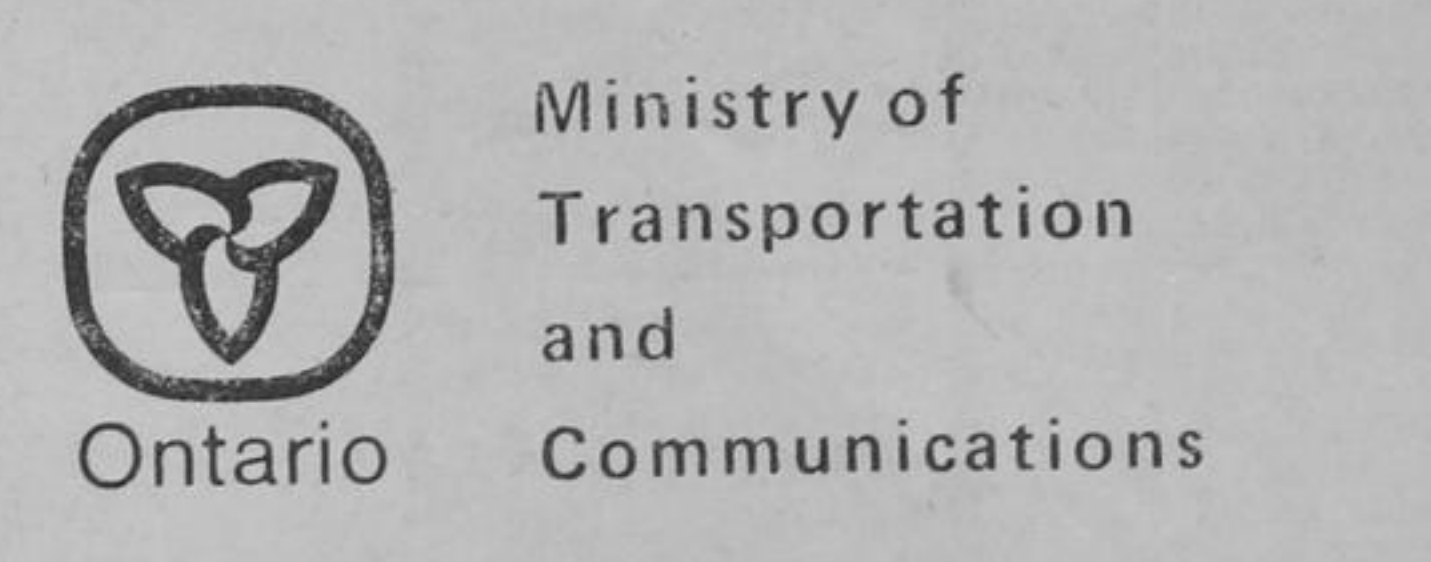 Ministry of
Transportation
and
Communications
Ontario